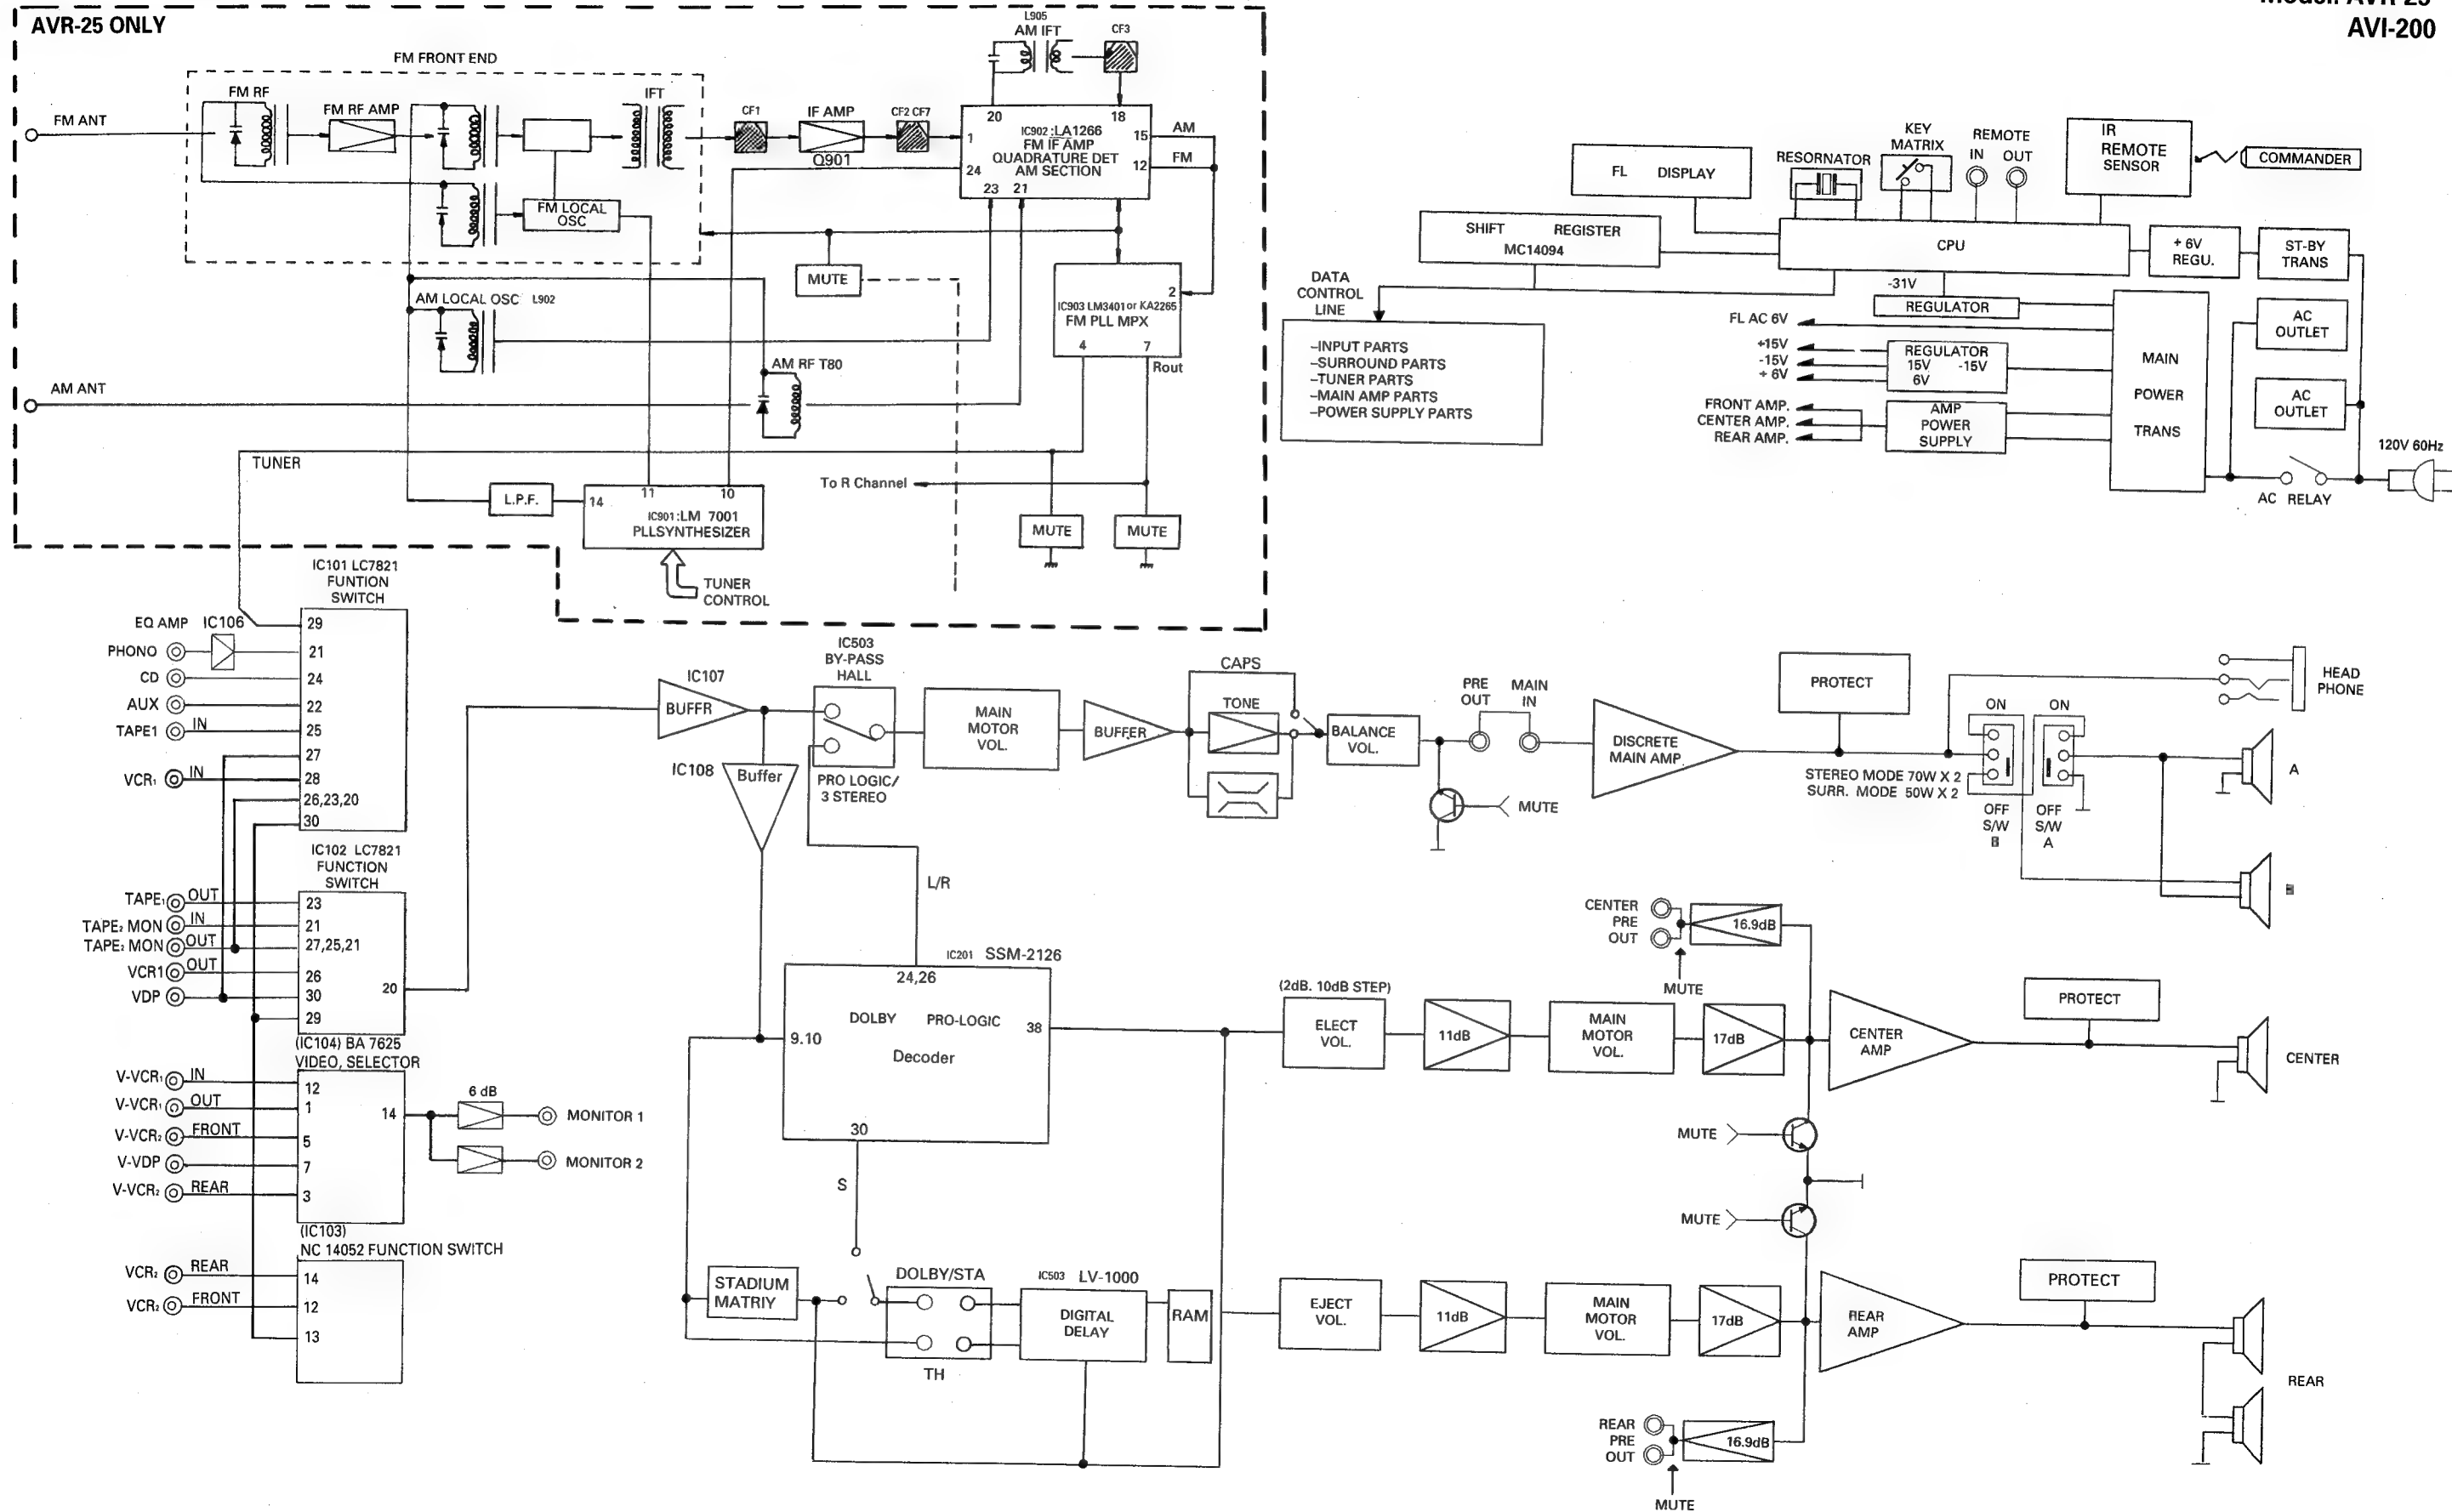 AVR-25 ONLY
AVI-200
L905
AM IFT
CF3
FM FRONT END
FM RF
FM RF AMP
IFT
CF1
IF AMP
CF2 CF7
Q901
FM ANT
20
18
1
IC902 :LA1266
FM IF AMP
QUADRATURE DET
AM SECTION
15
AM
12
FM
24
23
21
FM LOCAL
OSC
MUTE
2
IC903 LM3401 or KA2265
FM PLL MPX
4
7
Rout
AM LOCAL OSC L902
AM RF T80
AM ANT
TUNER
To R Channel
L.P.F.
14
11
10
IC901 :LM 7001
PLLSYNTHESIZER
MUTE
MUTE
TUNER
CONTROL
FL DISPLAY
RESORNATOR
KEY
MATRIX
REMOTE
IN
OUT
IR
REMOTE
SENSOR
COMMANDER
SHIFT REGISTER
MC14094
CPU
+ 6V
REGU.
ST-BY
TRANS
DATA
CONTROL
LINE
-31V
REGULATOR
–INPUT PARTS
–SURROUND PARTS
–TUNER PARTS
–MAIN AMP PARTS
–POWER SUPPLY PARTS
FL AC 6V
+15V
-15V
+ 6V
REGULATOR
15V -15V
6V
FRONT AMP.
CENTER AMP.
REAR AMP.
AMP
POWER
SUPPLY
MAIN
POWER
TRANS
AC
OUTLET
AC
OUTLET
120V 60Hz
AC RELAY
IC101 LC7821
FUNTION
SWITCH
EQ AMP IC106
PHONO
CD
AUX
TAPE1 IN
VCR1 IN
29
21
24
22
25
27
28
26,23,20
30
IC102 LC7821
FUNCTION
SWITCH
TAPE1 OUT
TAPE2 MON IN
TAPE2 MON OUT
VCR1 OUT
VDP
23
21
27,25,21
26
30
29
20
(IC104) BA 7625
VIDEO, SELECTOR
V-VCR1 IN
V-VCR1 OUT
V-VCR2 FRONT
V-VDP
V-VCR2 REAR
12
1
5
7
3
14
6 dB
MONITOR 1
MONITOR 2
(IC103)
NC 14052 FUNCTION SWITCH
VCR2 REAR
VCR2 FRONT
14
12
13
IC107
BUFFR
IC108
Buffer
IC503
BY-PASS
HALL
PRO LOGIC/
3 STEREO
MAIN
MOTOR
VOL.
BUFFER
CAPS
TONE
BALANCE
VOL.
PRE
OUT
MAIN
IN
MUTE
DISCRETE
MAIN AMP.
PROTECT
STEREO MODE 70W X 2
SURR. MODE 50W X 2
ON
ON
OFF
S/W
B
OFF
S/W
A
HEAD
PHONE
A
L/R
IC201 SSM-2126
24,26
DOLBY PRO-LOGIC
Decoder
9.10
38
30
S
(2dB. 10dB STEP)
ELECT
VOL.
11dB
MAIN
MOTOR
VOL.
17dB
CENTER
PRE
OUT
16.9dB
MUTE
CENTER
AMP
PROTECT
CENTER
MUTE
MUTE
STADIUM
MATRIY
DOLBY/STA
TH
IC503 LV-1000
DIGITAL
DELAY
RAM
EJECT
VOL.
11dB
MAIN
MOTOR
VOL.
17dB
REAR
AMP
PROTECT
REAR
REAR
PRE
OUT
16.9dB
MUTE